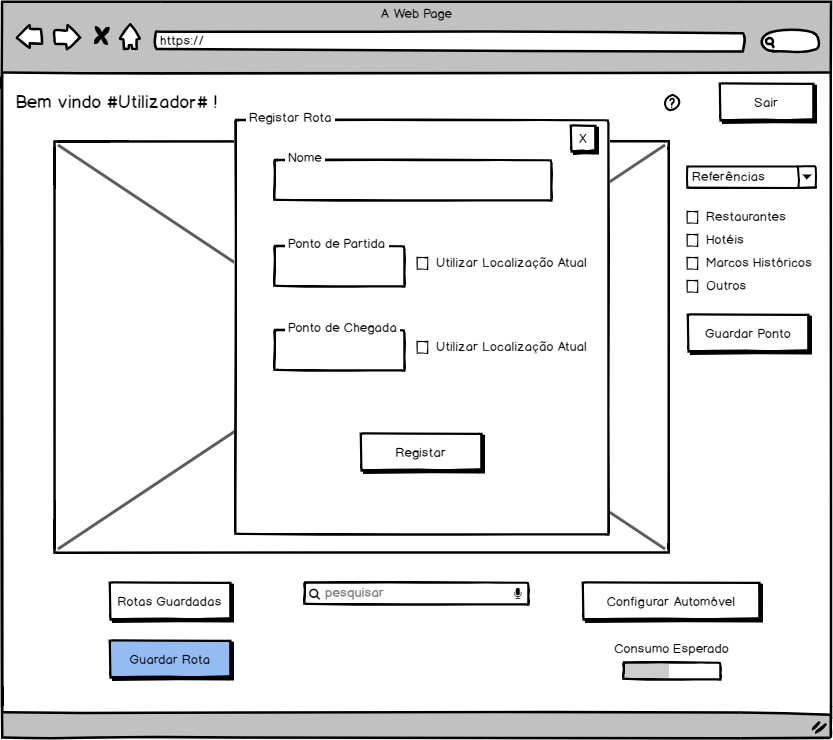 A Web Page
https://
Bem vindo #Utilizador# !
?
Sair
Registar Rota
X
Nome
Ponto de Partida
Utilizar Localização Atual
Ponto de Chegada
Utilizar Localização Atual
Registar
Referências
Restaurantes
Hotéis
Marcos Históricos
Outros
Guardar Ponto
Rotas Guardadas
pesquisar
Configurar Automóvel
Guardar Rota
Consumo Esperado